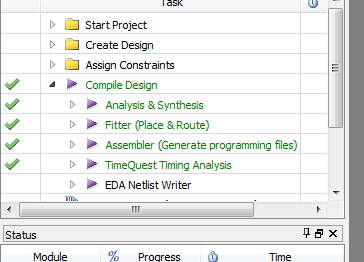 Task
Start Project
Create Design
Assign Constraints
Compile Design
Analysis & Synthesis
Fitter (Place & Route)
Assembler (Generate programming files)
TimeQuest Timing Analysis
EDA Netlist Writer
Status
Module % Progress Time